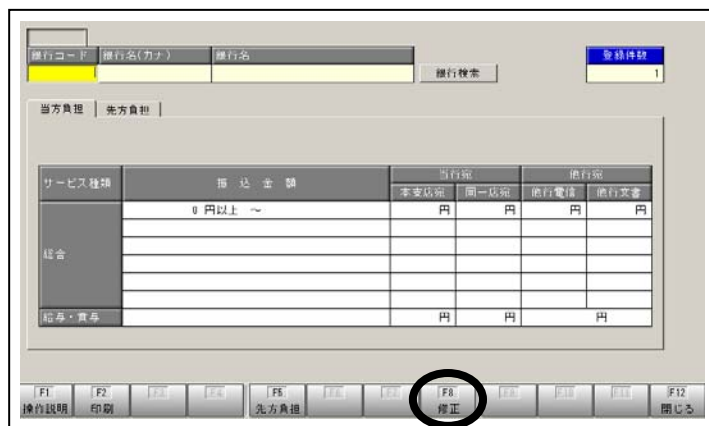 銀行コード 銀行名(カナ) 銀行名 登録件数
銀行検索 1
当方負担 先方負担
サービス種類 振込金額 当行宛 他行宛
本支店宛 同一店宛 他行電信 他行文書
0 円以上 ～ 円 円 円 円
総合
給与・賞与 円 円 円
F1 F2 F3 F4 F5 F6 F7 F8 F9 F10 F11 F12
操作説明 印刷 先方負担 修正 閉じる